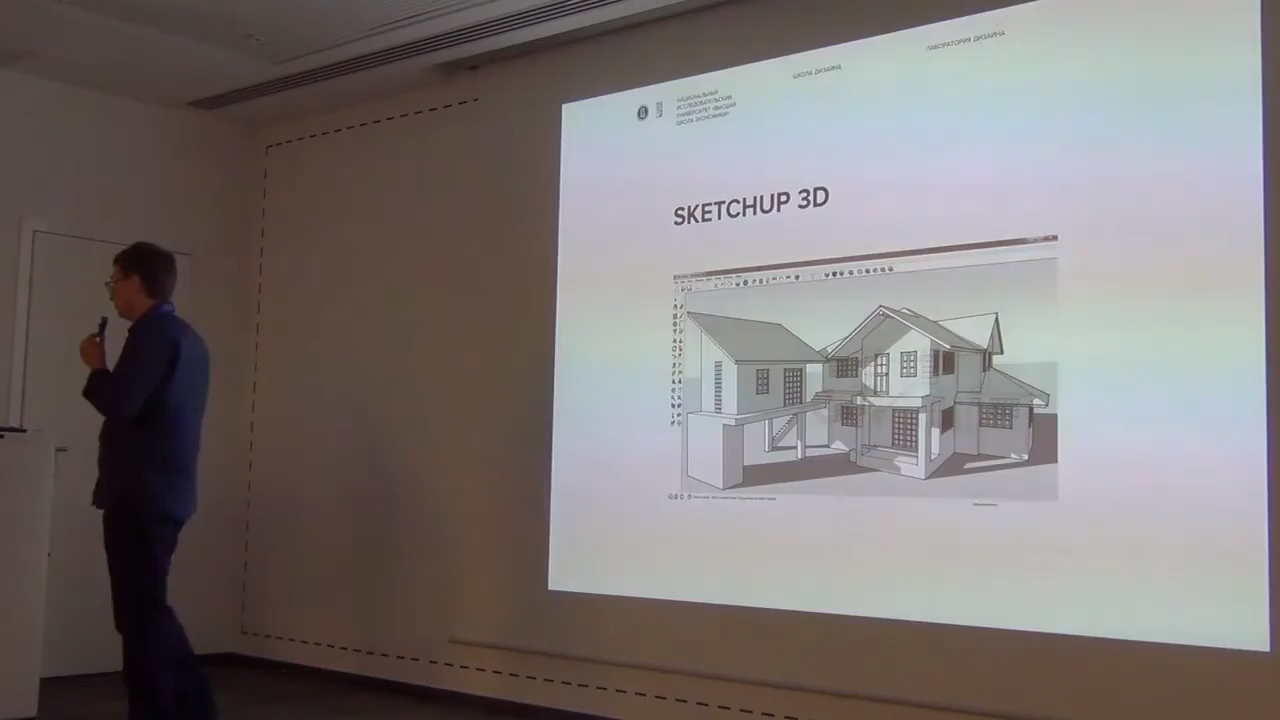 НАЦИОНАЛЬНЫЙ
ИССЛЕДОВАТЕЛЬСКИЙ
УНИВЕРСИТЕТ «ВЫСШАЯ
ШКОЛА ЭКОНОМИКИ»
ШКОЛА ДИЗАЙНА
ЛАБОРАТОРИЯ ДИЗАЙНА
SKETCHUP 3D